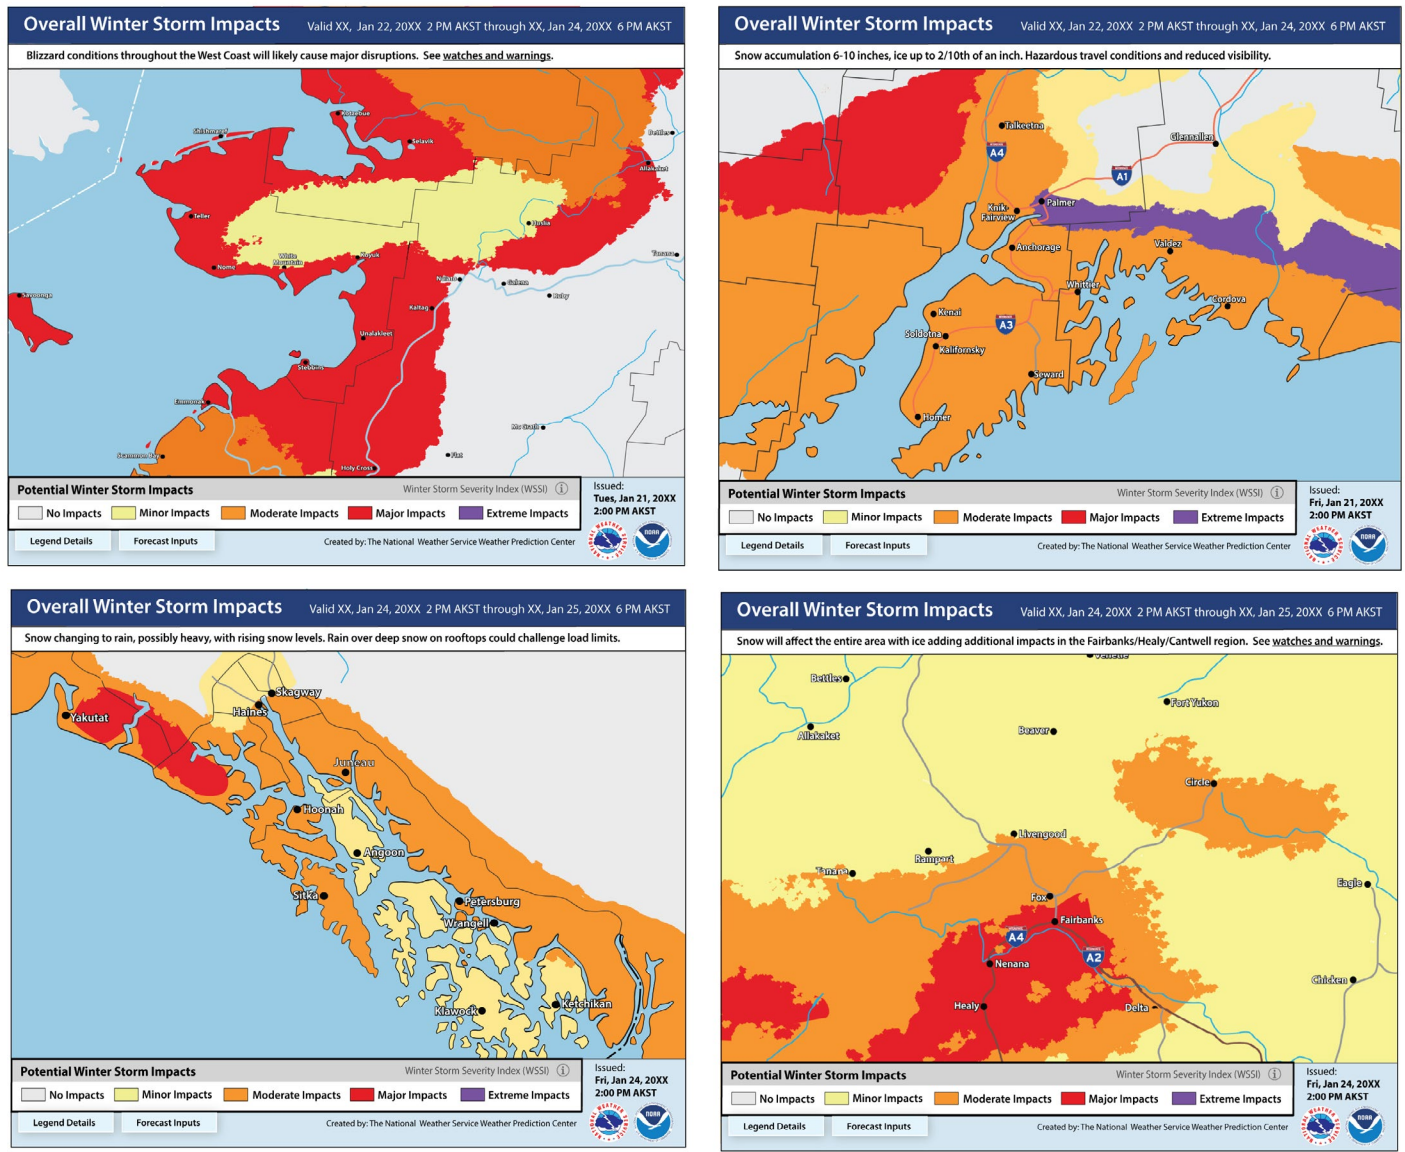 Overall Winter Storm Impacts Valid XX, Jan 22, 20XX 2 PM AKST through XX, Jan 24, 20XX 6 PM AKST
Blizzard conditions throughout the West Coast will likely cause major disruptions. See watches and warnings.
Kotzebue
Shishmaref
Selavik
Bettles
Allakaket
Teller
Huslia
Nome
White
Mountain
Koyuk
Tanana
Nulato
Galena
Ruby
Savoonga
Kaltag
Unalakleet
Stebbins
Emmonak
Mc Grath
Scammon Bay
Flat
Holy Cross
Potential Winter Storm Impacts Winter Storm Severity Index (WSSI)
No Impacts Minor Impacts Moderate Impacts Major Impacts Extreme Impacts
Legend Details Forecast Inputs
Created by: The National Weather Service Weather Prediction Center
Issued:
Tues, Jan 21, 20XX
2:00 PM AKST
NOAA
Overall Winter Storm Impacts Valid XX, Jan 22, 20XX 2 PM AKST through XX, Jan 24, 20XX 6 PM AKST
Snow accumulation 6-10 inches, ice up to 2/10th of an inch. Hazardous travel conditions and reduced visibility.
Talkeetna
Glennallen
A4
A1
Palmer
Knik-
Fairview
Anchorage
Valdez
Whittier
Cordova
Kenai
A3
Soldotna
Kalifornsky
Seward
Homer
Potential Winter Storm Impacts Winter Storm Severity Index (WSSI)
No Impacts Minor Impacts Moderate Impacts Major Impacts Extreme Impacts
Legend Details Forecast Inputs
Created by: The National Weather Service Weather Prediction Center
Issued:
Fri, Jan 21, 20XX
2:00 PM AKST
NOAA
Overall Winter Storm Impacts Valid XX, Jan 24, 20XX 2 PM AKST through XX, Jan 25, 20XX 6 PM AKST
Snow changing to rain, possibly heavy, with rising snow levels. Rain over deep snow on rooftops could challenge load limits.
Skagway
Haines
Yakutat
Juneau
Hoonah
Angoon
Sitka
Petersburg
Wrangell
Ketchikan
Klawock
Potential Winter Storm Impacts Winter Storm Severity Index (WSSI)
No Impacts Minor Impacts Moderate Impacts Major Impacts Extreme Impacts
Legend Details Forecast Inputs
Created by: The National Weather Service Weather Prediction Center
Issued:
Fri, Jan 24, 20XX
2:00 PM AKST
NOAA
Overall Winter Storm Impacts Valid XX, Jan 24, 20XX 2 PM AKST through XX, Jan 25, 20XX 6 PM AKST
Snow will affect the entire area with ice adding additional impacts in the Fairbanks/Healy/Cantwell region. See watches and warnings.
Venetie
Bettles
Fort Yukon
Allakaket
Beaver
Circle
Livengood
Rampart
Tanana
Eagle
Fox
Fairbanks
A4
A2
Nenana
Chicken
Healy
Delta
Potential Winter Storm Impacts Winter Storm Severity Index (WSSI)
No Impacts Minor Impacts Moderate Impacts Major Impacts Extreme Impacts
Legend Details Forecast Inputs
Created by: The National Weather Service Weather Prediction Center
Issued:
Fri, Jan 24, 20XX
2:00 PM AKST
NOAA